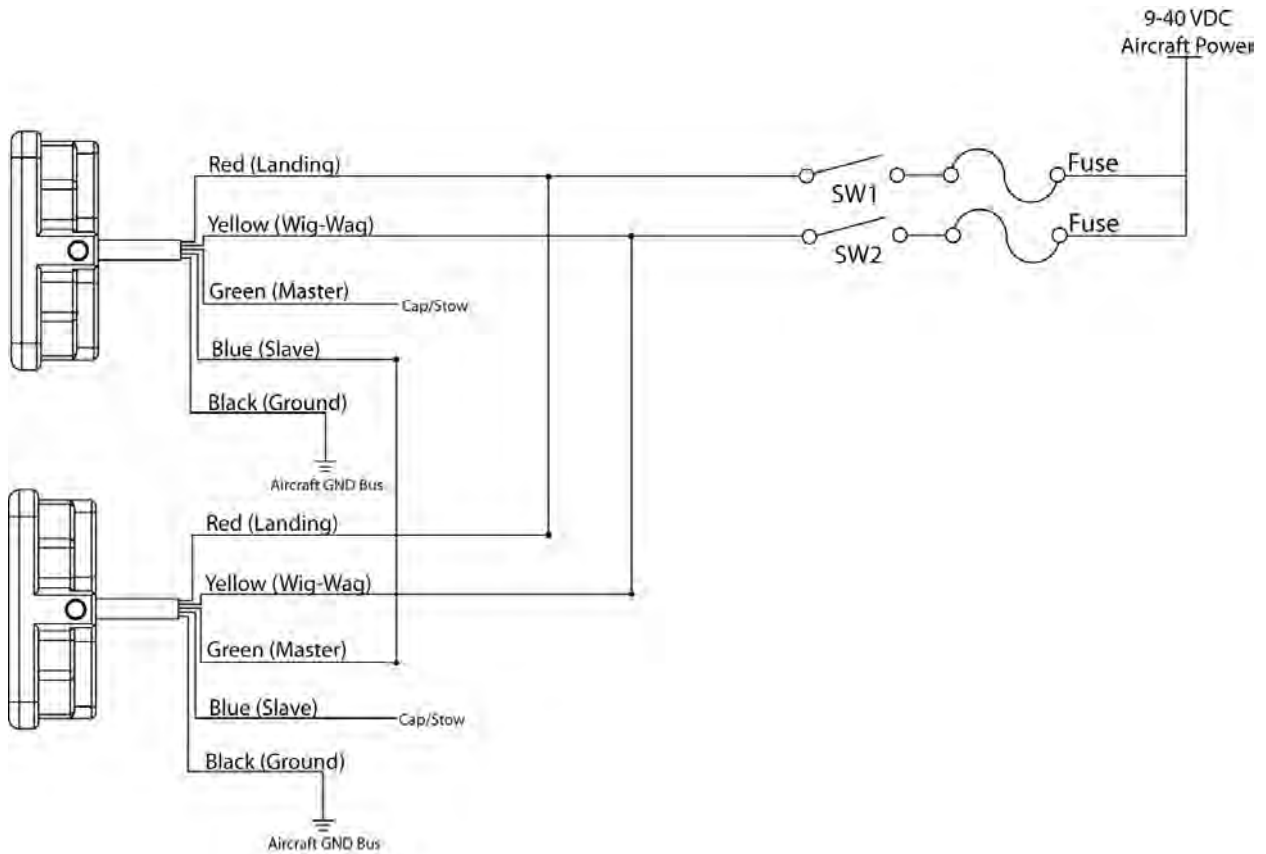 9-40 VDC
Aircraft Power
Red (Landing)
Fuse
SW1
Yellow (Wig-Wag)
Fuse
SW2
Green (Master)
Cap/Stow
Blue (Slave)
Black (Ground)
Aircraft GND Bus
Red (Landing)
Yellow (Wig-Wag)
Green (Master)
Blue (Slave)
Cap/Stow
Black (Ground)
Aircraft GND Bus